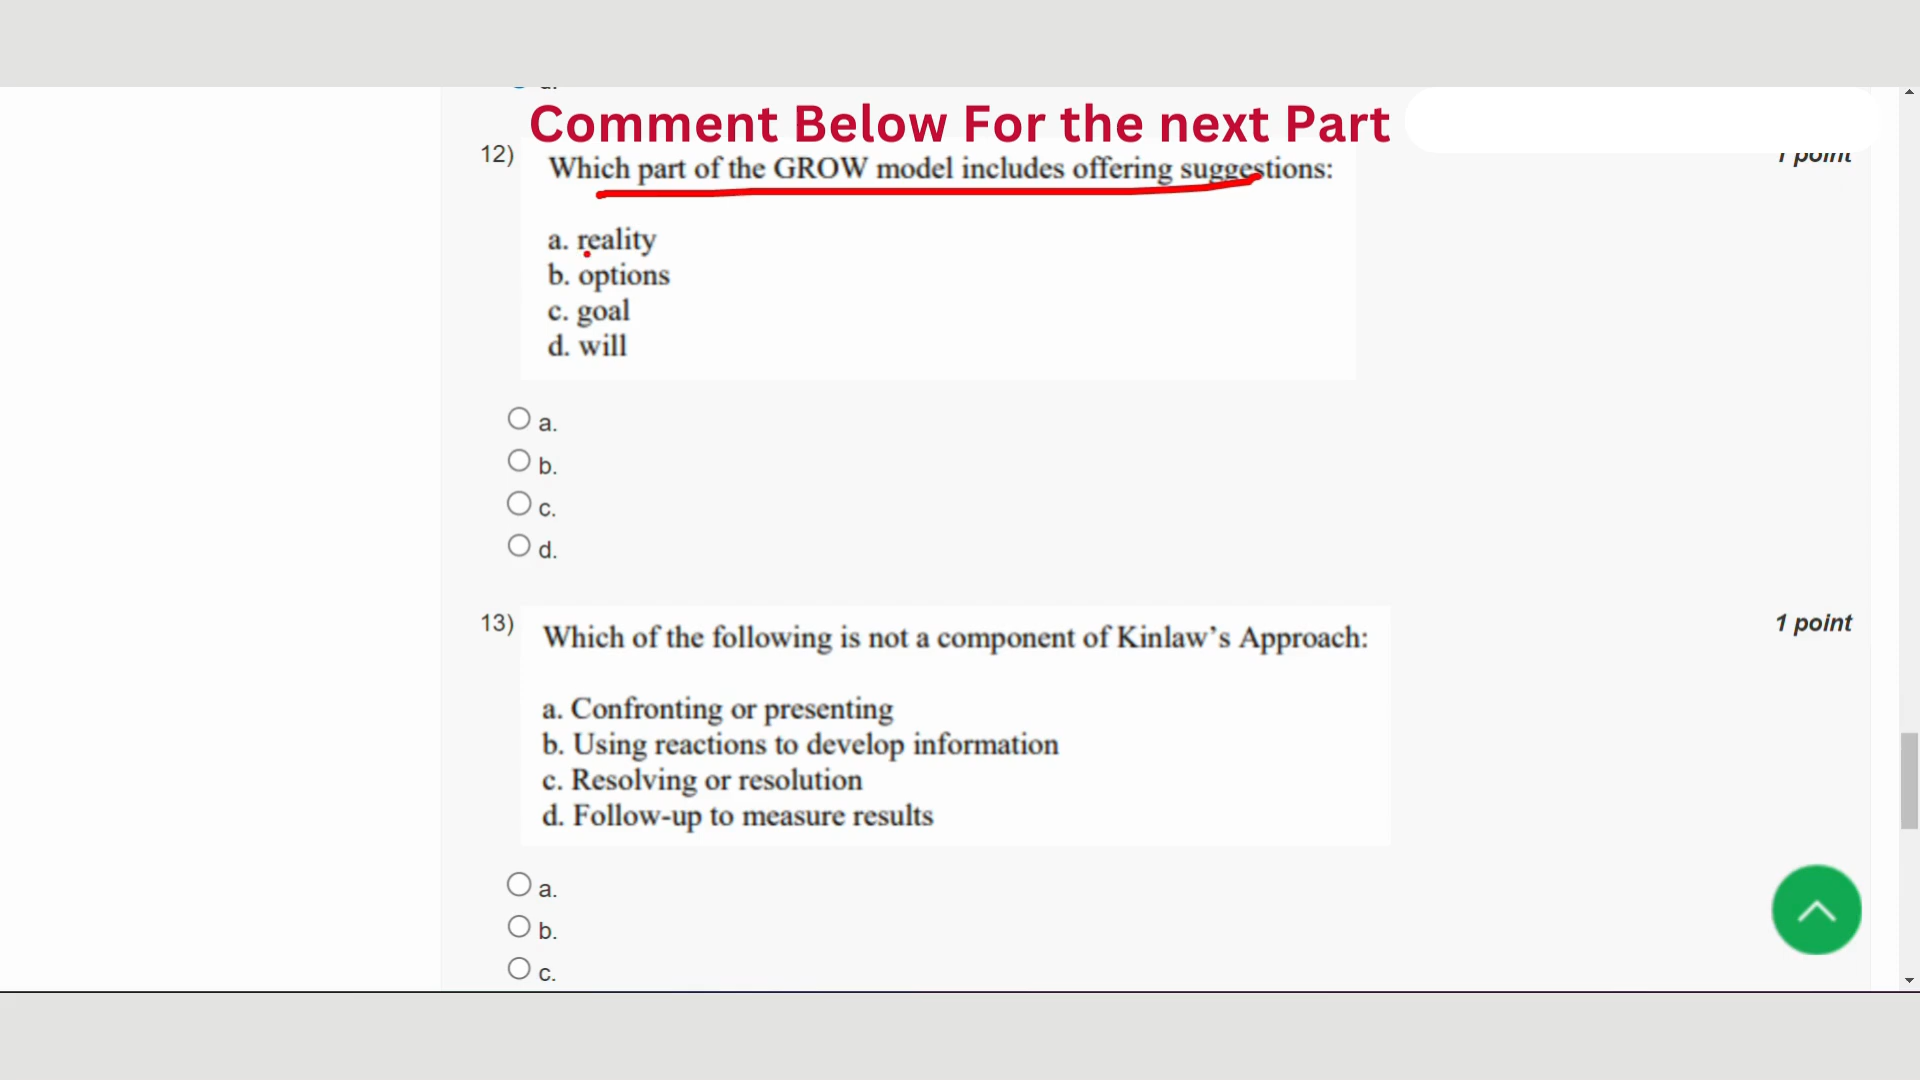 Comment Below For the next Part
12)
1 point
Which part of the GROW model includes offering suggestions:
a. reality
b. options
c. goal
d. will
a.
b.
c.
d.
13)
1 point
Which of the following is not a component of Kinlaw’s Approach:
a. Confronting or presenting
b. Using reactions to develop information
c. Resolving or resolution
d. Follow-up to measure results
a.
b.
c.